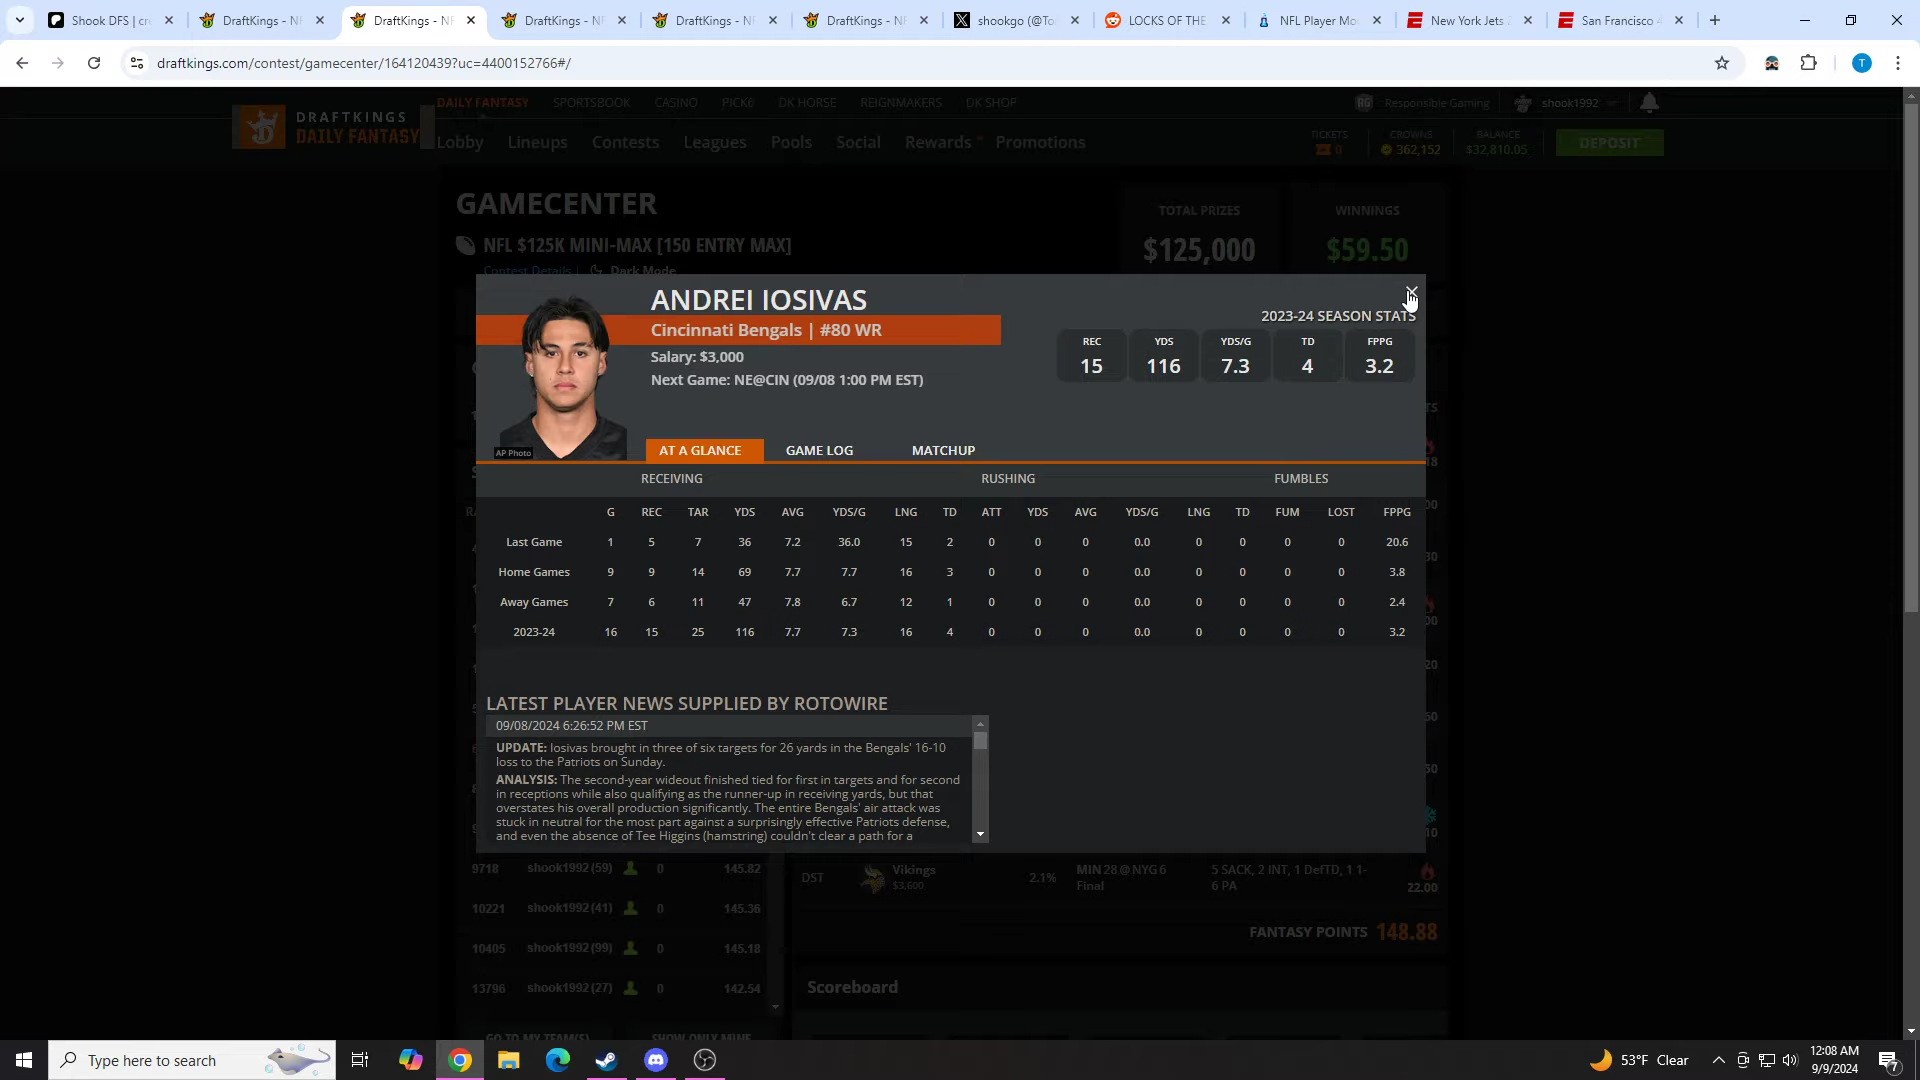 Shook DFS | cr
DraftKings - NF
DraftKings - NF
DraftKings - NF
DraftKings - NF
DraftKings - NF
shookgo (@To
LOCKS OF THE
NFL Player Mo
New York Jets
San Francisco 4
draftkings.com/contest/gamecenter/164120439?uc=4400152766#/
T
DAILY FANTASY SPORTSBOOK CASINO PICK6 DK HORSE REIGNMAKERS DK SHOP
RG Responsible Gaming shook1992
DRAFTKINGS
DAILY FANTASY
Lobby Lineups Contests Leagues Pools Social Rewards Promotions
TICKETS 0
CROWNS 362,152
BALANCE $32,810.05
DEPOSIT
GAMECENTER
NFL $125K MINI-MAX [150 ENTRY MAX]
Contest Details | Dark Mode
TOTAL PRIZES
$125,000
WINNINGS
$59.50
ANDREI IOSIVAS
Cincinnati Bengals | #80 WR
Salary: $3,000
Next Game: NE@CIN (09/08 1:00 PM EST)
AP Photo
2023-24 SEASON STATS
REC YDS YDS/G TD FPPG
15 116 7.3 4 3.2
AT A GLANCE GAME LOG MATCHUP
RECEIVING RUSHING FUMBLES
G REC TAR YDS AVG YDS/G LNG TD ATT YDS AVG YDS/G LNG TD FUM LOST FPPG
Last Game 1 5 7 36 7.2 36.0 15 2 0 0 0 0.0 0 0 0 0 20.6
Home Games 9 9 14 69 7.7 7.7 16 3 0 0 0 0.0 0 0 0 0 3.8
Away Games 7 6 11 47 7.8 6.7 12 1 0 0 0 0.0 0 0 0 0 2.4
2023-24 16 15 25 116 7.7 7.3 16 4 0 0 0 0.0 0 0 0 0 3.2
LATEST PLAYER NEWS SUPPLIED BY ROTOWIRE
09/08/2024 6:26:52 PM EST
UPDATE: Iosivas brought in three of six targets for 26 yards in the Bengals' 16-10
loss to the Patriots on Sunday.
ANALYSIS: The second-year wideout finished tied for first in targets and for second
in receptions while also qualifying as the runner-up in receiving yards, but that
overstates his overall production significantly. The entire Bengals' air attack was
stuck in neutral for the most part against a surprisingly effective Patriots defense,
and even the absence of Tee Higgins (hamstring) couldn't clear a path for a
9718 shook1992 (59) 0 145.82
10221 shook1992 (41) 0 145.36
10405 shook1992 (99) 0 145.18
13796 shook1992 (27) 0 142.54
GO TO MY TEAM(S) SHOW ONLY MINE
DST Vikings $3,600 2.1% MIN 28 @ NYG 6 Final 5 SACK, 2 INT, 1 DefTD, 1 1-
6 PA 22.00
FANTASY POINTS 148.88
Scoreboard
Type here to search
53°F Clear
12:08 AM
9/9/2024
7